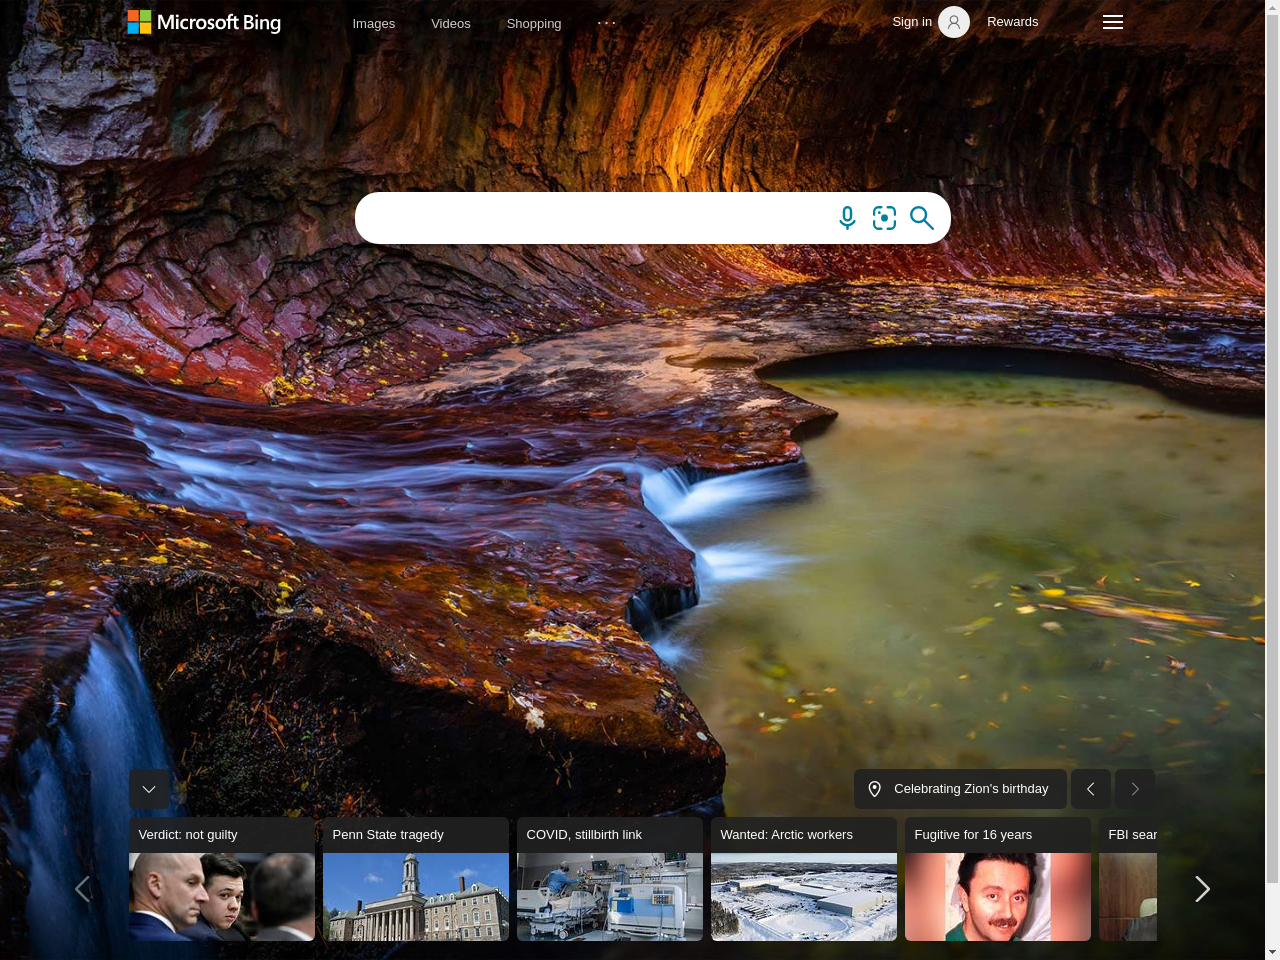 Microsoft Bing
Images
Videos
Shopping
...
Sign in
Rewards
Celebrating Zion's birthday
Verdict: not guilty
Penn State tragedy
COVID, stillbirth link
Wanted: Arctic workers
Fugitive for 16 years
FBI sear